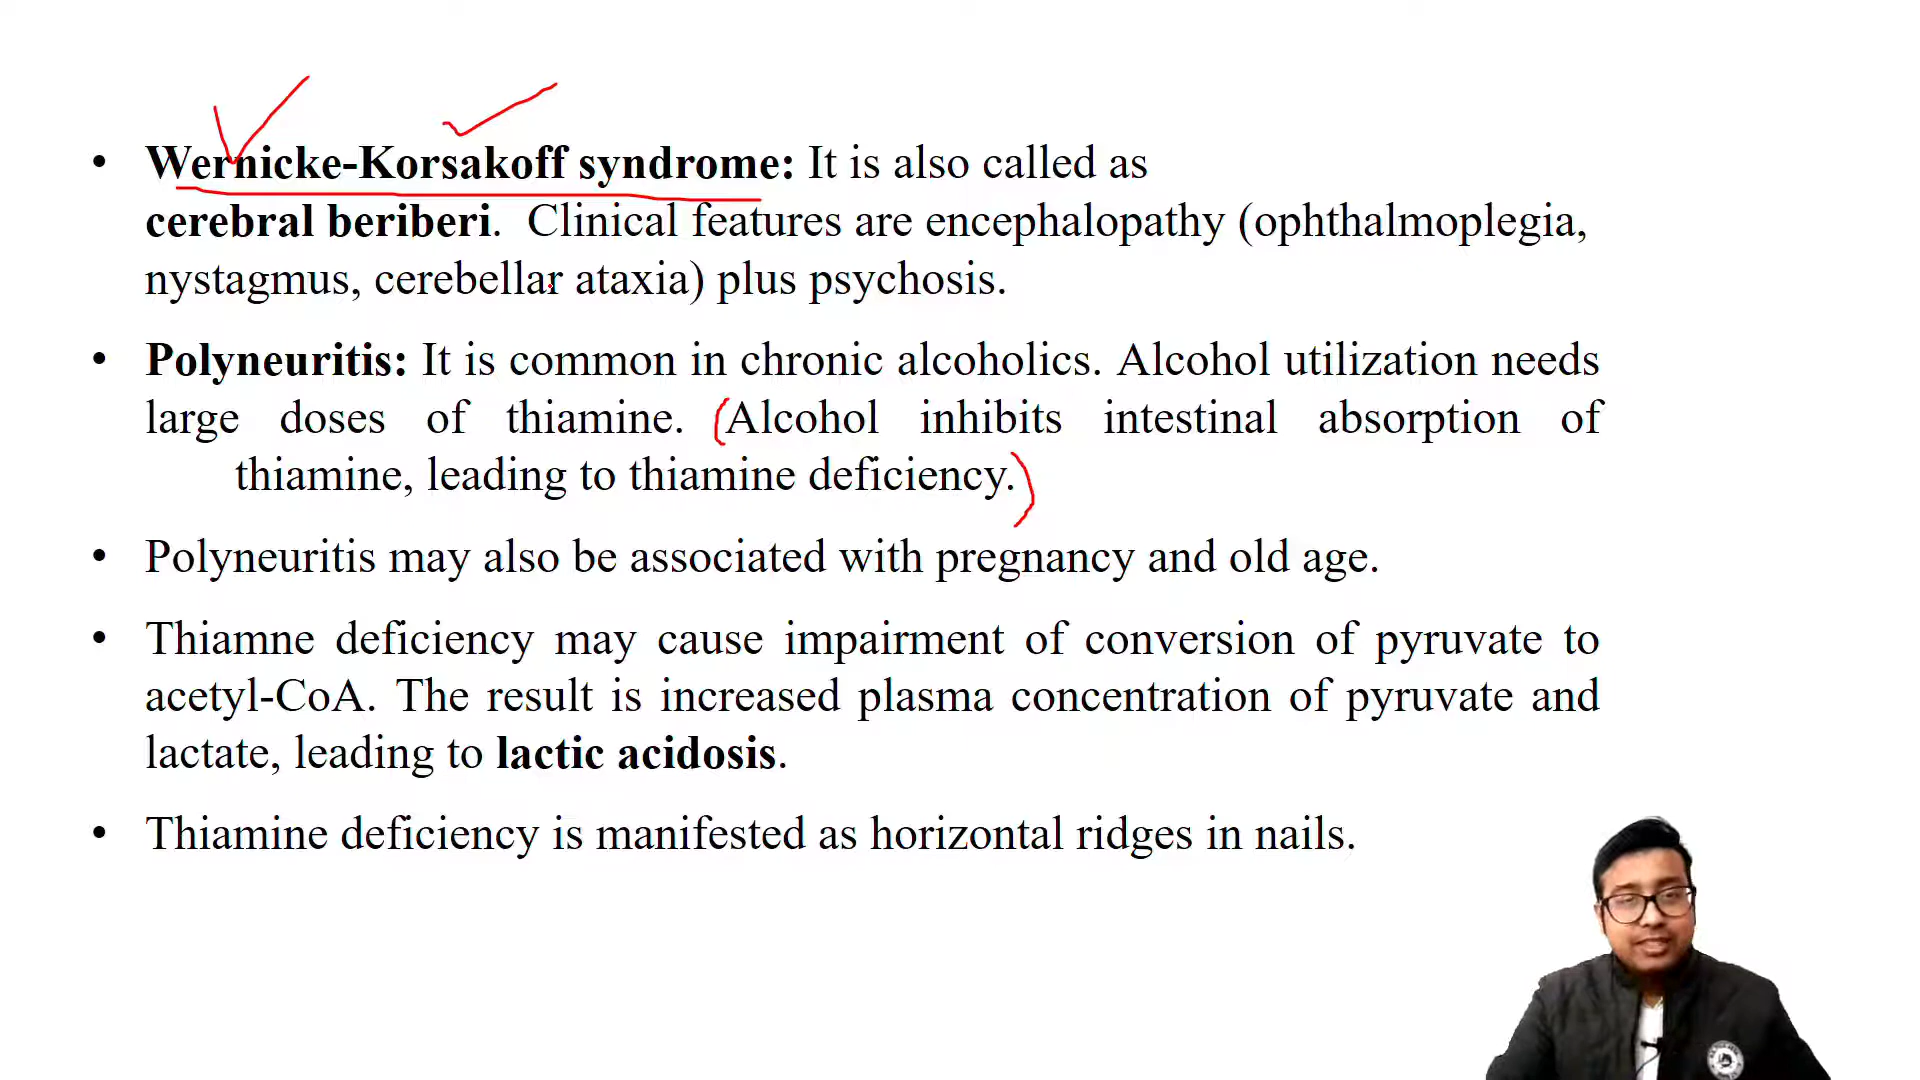 • Wernicke-Korsakoff syndrome: It is also called as
cerebral beriberi. Clinical features are encephalopathy (ophthalmoplegia,
nystagmus, cerebellar ataxia) plus psychosis.
• Polyneuritis: It is common in chronic alcoholics. Alcohol utilization needs
large doses of thiamine. (Alcohol inhibits intestinal absorption of
thiamine, leading to thiamine deficiency.)
• Polyneuritis may also be associated with pregnancy and old age.
• Thiamne deficiency may cause impairment of conversion of pyruvate to
acetyl-CoA. The result is increased plasma concentration of pyruvate and
lactate, leading to lactic acidosis.
• Thiamine deficiency is manifested as horizontal ridges in nails.